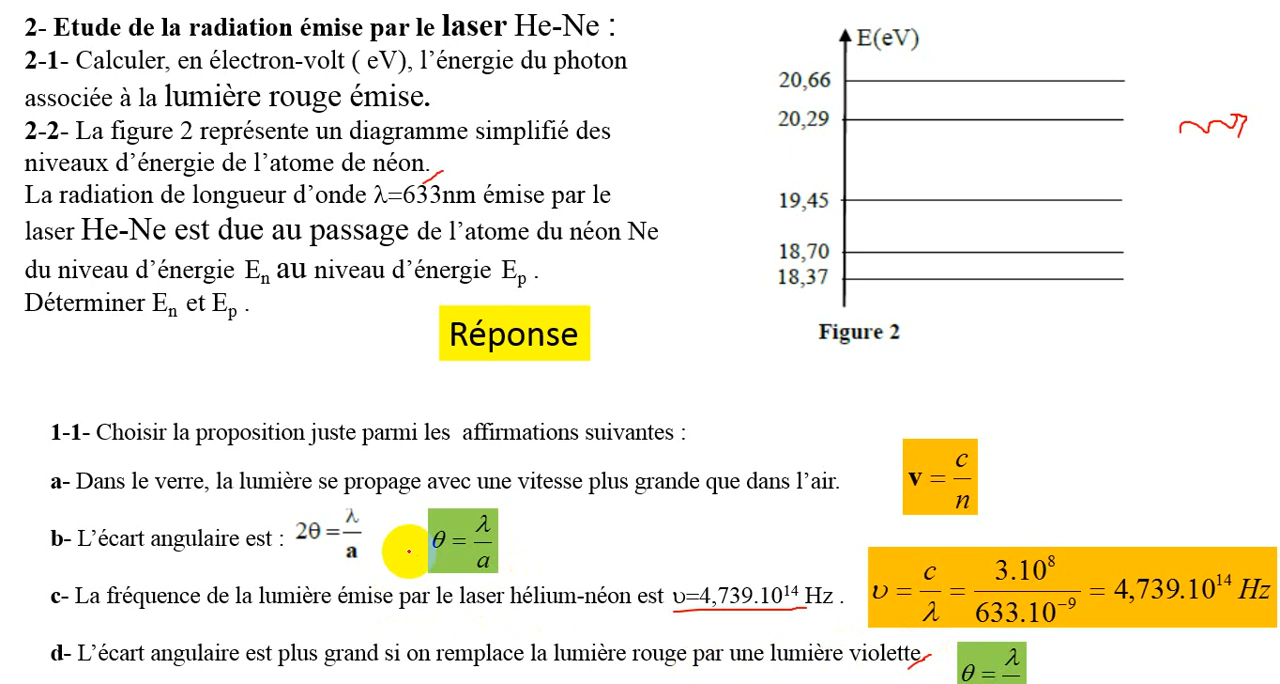 2- Etude de la radiation émise par le laser He-Ne :
2-1- Calculer, en électron-volt ( eV), l’énergie du photon
associée à la lumière rouge émise.
2-2- La figure 2 représente un diagramme simplifié des
niveaux d’énergie de l’atome de néon.
La radiation de longueur d’onde λ=633nm émise par le
laser He-Ne est due au passage de l’atome du néon Ne
du niveau d’énergie Eₙ au niveau d’énergie Eₚ .
Déterminer Eₙ et Eₚ .
E(eV)
20,66
20,29
19,45
18,70
18,37
Figure 2
Réponse
1-1- Choisir la proposition juste parmi les affirmations suivantes :
a- Dans le verre, la lumière se propage avec une vitesse plus grande que dans l’air.
v = c/n
b- L’écart angulaire est : 2θ = λ/a
θ = λ/a
c- La fréquence de la lumière émise par le laser hélium-néon est υ=4,739.10¹⁴ Hz .
υ = c/λ = 3.10⁸/633.10⁻⁹ = 4,739.10¹⁴ Hz
d- L’écart angulaire est plus grand si on remplace la lumière rouge par une lumière violette.
θ = λ